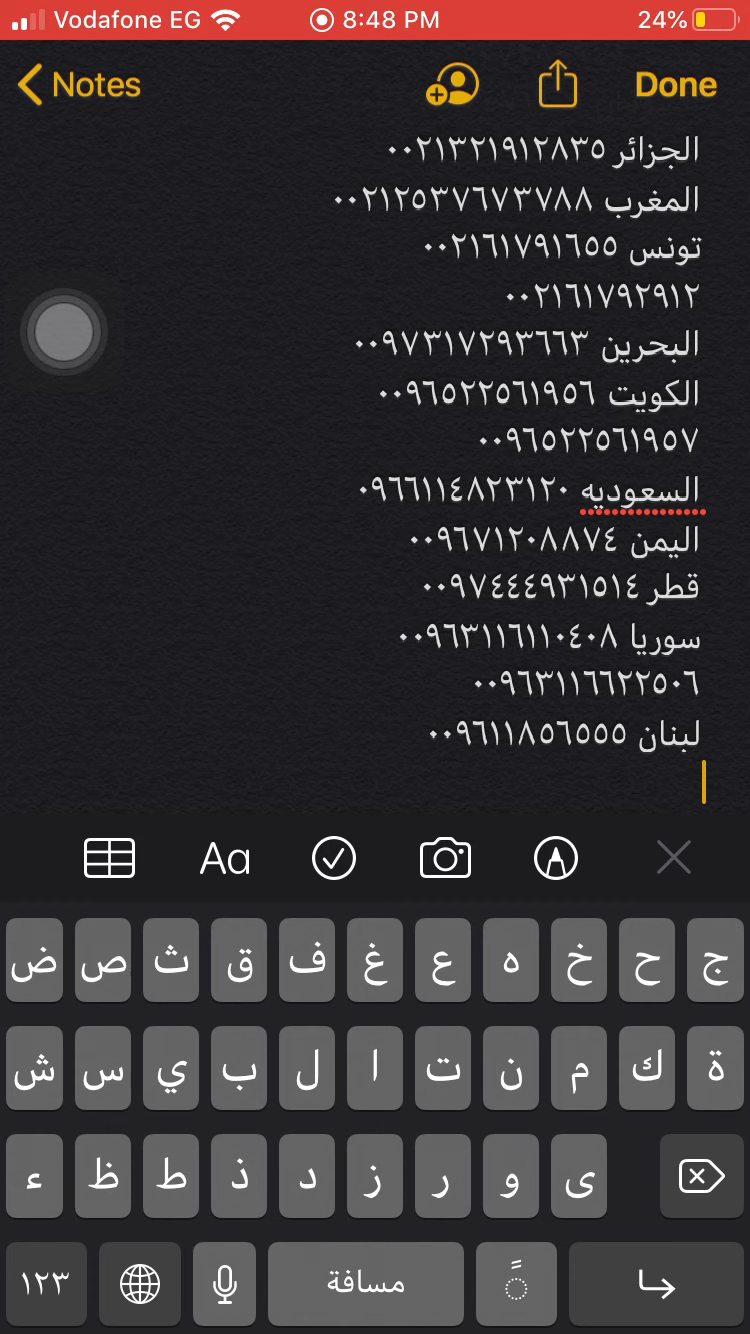 Vodafone EG 8:48 PM 24%
Notes Done
الجزائر ٠٠٢١٣٢١٩١٢٨٣٥
المغرب ٠٠٢١٢٥٣٧٦٧٣٧٨٨
تونس ٠٠٢١٦١٧٩١٦٥٥
٠٠٢١٦١٧٩٢٩١٢
البحرين ٠٠٩٧٣١٧٢٩٣٦٦٣
الكويت ٠٠٩٦٥٢٢٥٦١٩٥٦
٠٠٩٦٥٢٢٥٦١٩٥٧
السعوديه ٠٩٦٦١١٤٨٢٣١٢٠
اليمن ٠٠٩٦٧١٢٠٨٨٧٤
قطر ٠٠٩٧٤٤٤٩٣١٥١٤
سوريا ٠٠٩٦٣١١٦١١٠٤٠٨
٠٠٩٦٣١١٦٦٢٢٥٠٦
لبنان ٠٠٩٦١١٨٥٦٥٥٥
Aa
ض ص ث ق ف غ ع ه خ ح ج
ش س ي ب ل ا ت ن م ك ة
ء ظ ط ذ د ز ر و ى
١٢٣ مسافة